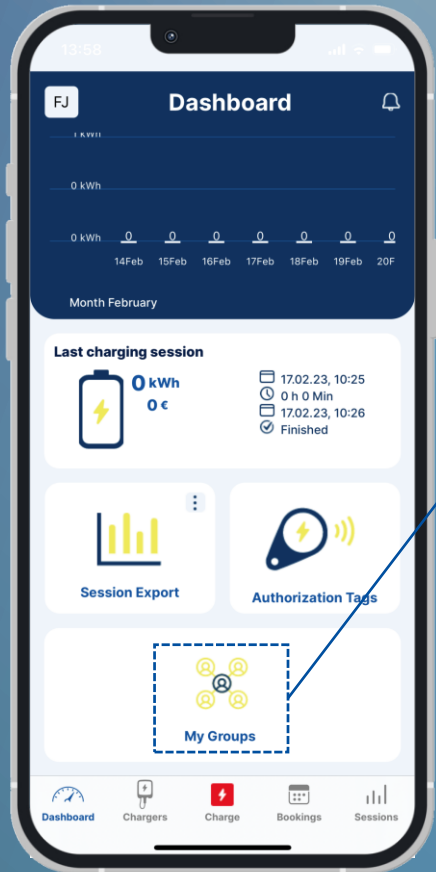 13:58
FJ
Dashboard
1 kWh
0 kWh
0 kWh
0 0 0 0 0 0 0
14Feb 15Feb 16Feb 17Feb 18Feb 19Feb 20F
Month February
Last charging session
0 kWh
0 €
17.02.23, 10:25
0 h 0 Min
17.02.23, 10:26
Finished
Session Export
Authorization Tags
My Groups
Dashboard
Chargers
Charge
Bookings
Sessions